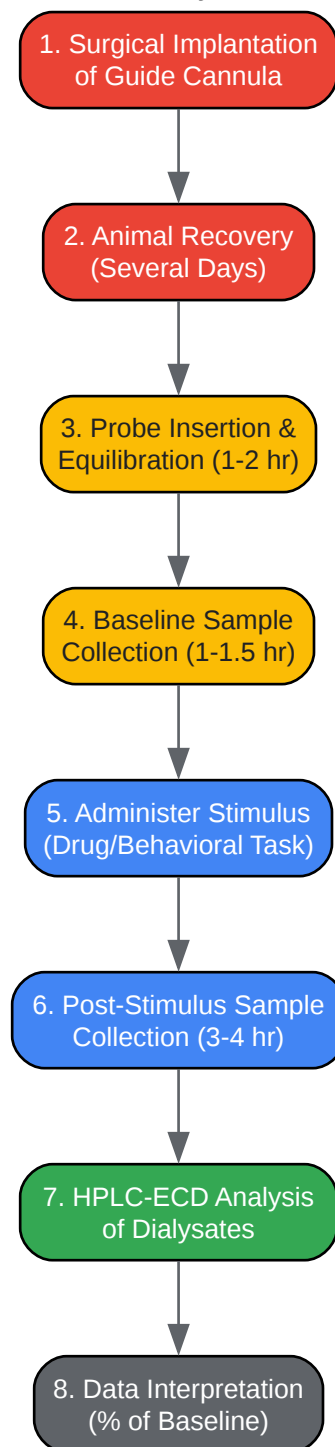 1. Surgical Implantation
of Guide Cannula
2. Animal Recovery
(Several Days)
3. Probe Insertion &
Equilibration (1-2 hr)
4. Baseline Sample
Collection (1-1.5 hr)
5. Administer Stimulus
(Drug/Behavioral Task)
6. Post-Stimulus Sample
Collection (3-4 hr)
7. HPLC-ECD Analysis
of Dialysates
8. Data Interpretation
(% of Baseline)